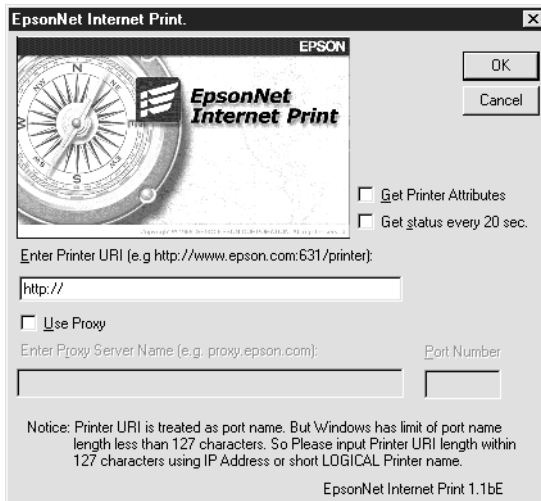 EpsonNet Internet Print.
EPSON
EpsonNet
Internet Print
OK
Cancel
Get Printer Attributes
Get status every 20 sec.
Enter Printer URI (e.g http://www.epson.com:631/printer):
http://
Use Proxy
Enter Proxy Server Name (e.g. proxy.epson.com):
Port Number
Notice: Printer URI is treated as port name. But Windows has limit of port name
length less than 127 characters. So Please input Printer URI length within
127 characters using IP Address or short LOGICAL Printer name.
EpsonNet Internet Print 1.1bE